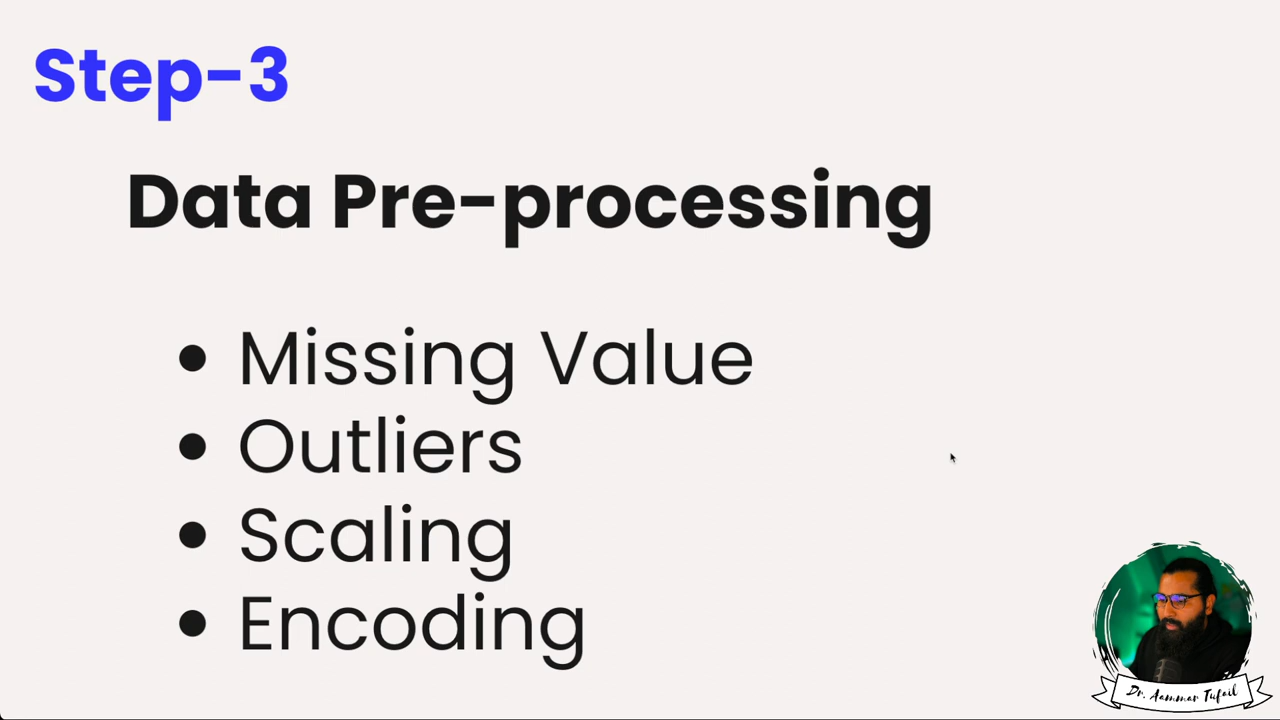 Step-3
Data Pre-processing
• Missing Value
• Outliers
• Scaling
• Encoding
Dr. Aammar Tufail